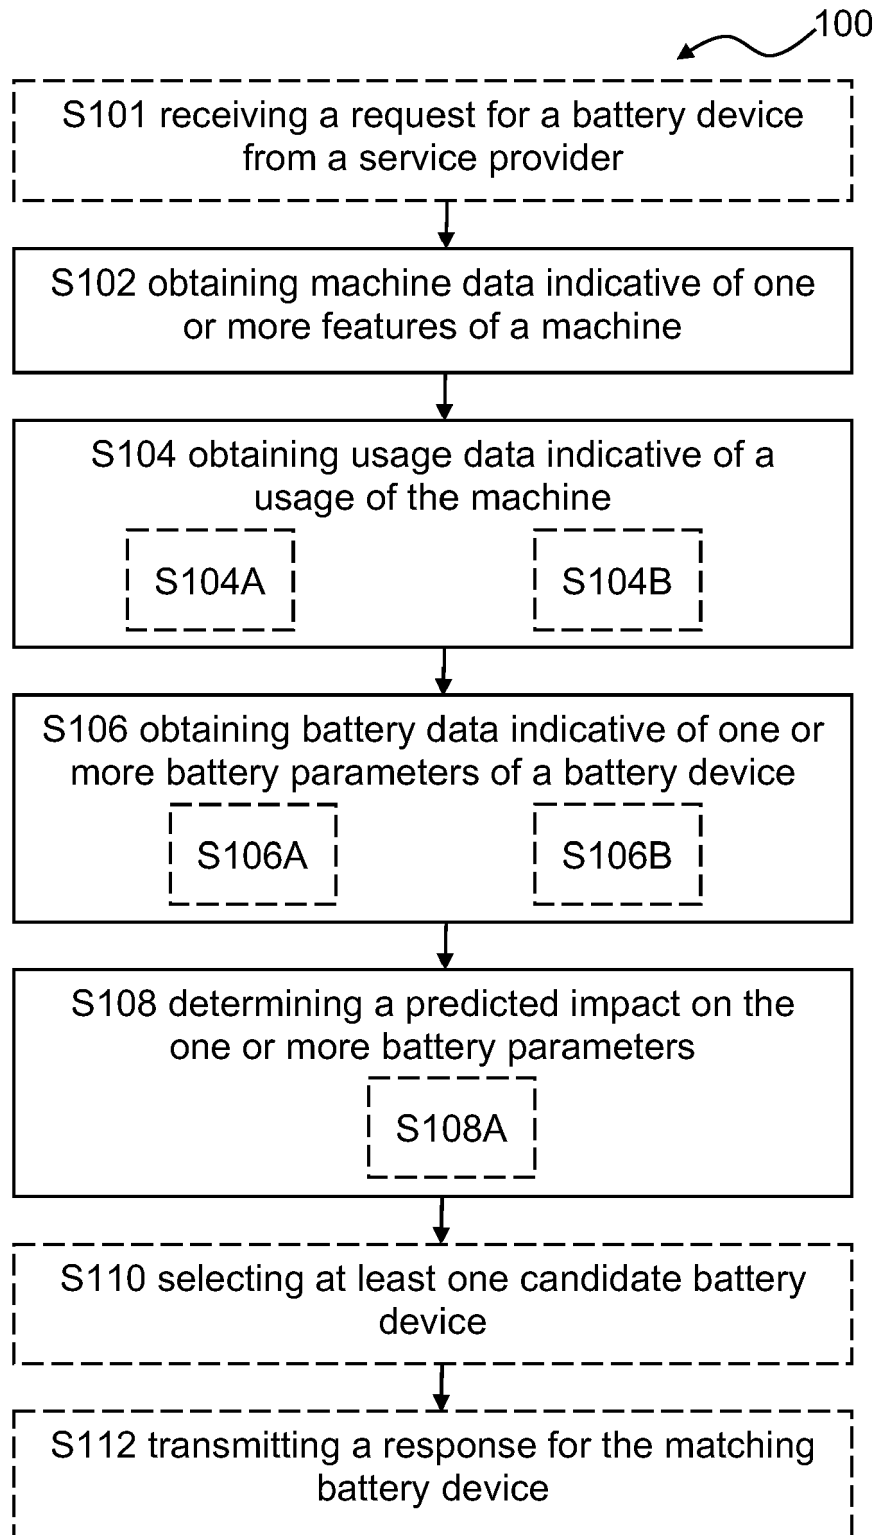 100
S101 receiving a request for a battery device
from a service provider
S102 obtaining machine data indicative of one
or more features of a machine
S104 obtaining usage data indicative of a
usage of the machine
S104A
S104B
S106 obtaining battery data indicative of one or
more battery parameters of a battery device
S106A
S106B
S108 determining a predicted impact on the
one or more battery parameters
S108A
S110 selecting at least one candidate battery
device
S112 transmitting a response for the matching
battery device